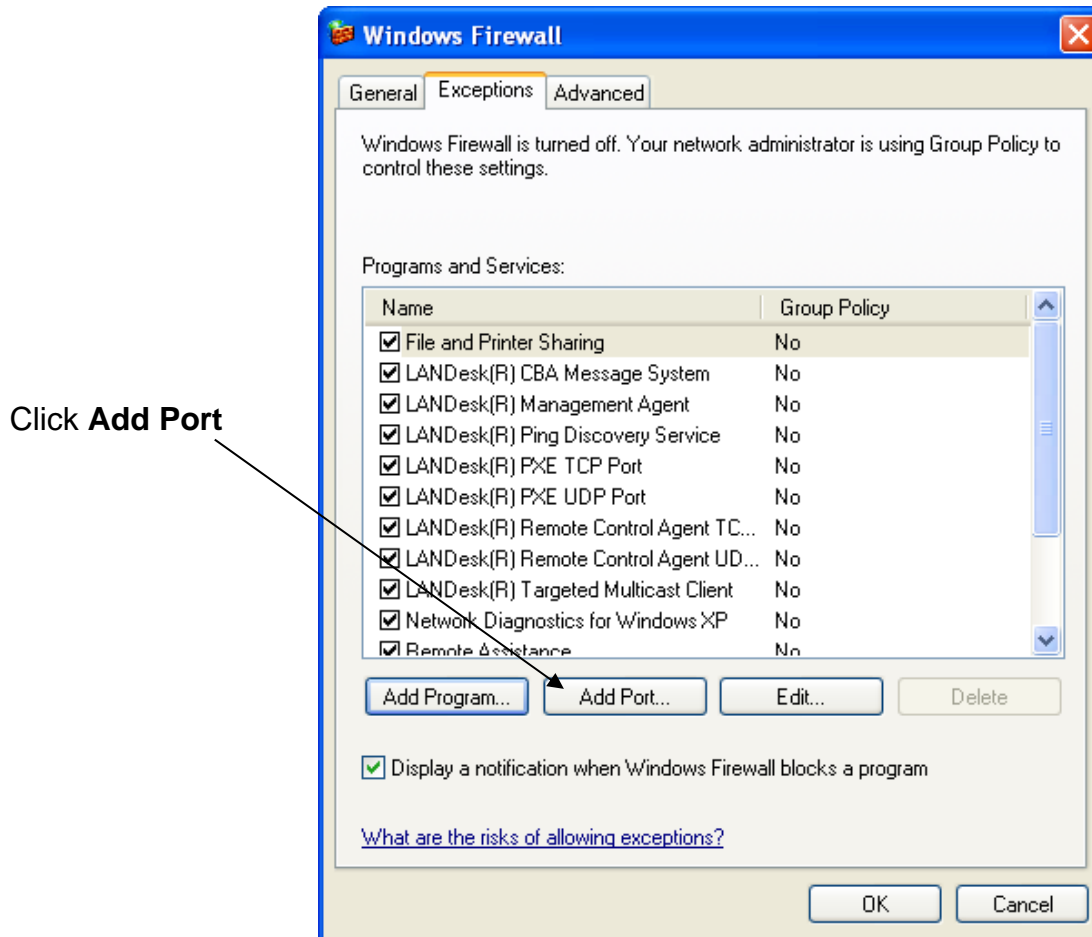 Windows Firewall
General Exceptions Advanced
Windows Firewall is turned off. Your network administrator is using Group Policy to
control these settings.
Programs and Services:
Name Group Policy
File and Printer Sharing No
LANDesk(R) CBA Message System No
LANDesk(R) Management Agent No
Click Add Port
LANDesk(R) Ping Discovery Service No
LANDesk(R) PXE TCP Port No
LANDesk(R) PXE UDP Port No
LANDesk(R) Remote Control Agent TC... No
LANDesk(R) Remote Control Agent UD... No
LANDesk(R) Targeted Multicast Client No
Network Diagnostics for Windows XP No
Remote Assistance No
Add Program... Add Port... Edit... Delete
Display a notification when Windows Firewall blocks a program
What are the risks of allowing exceptions?
OK Cancel